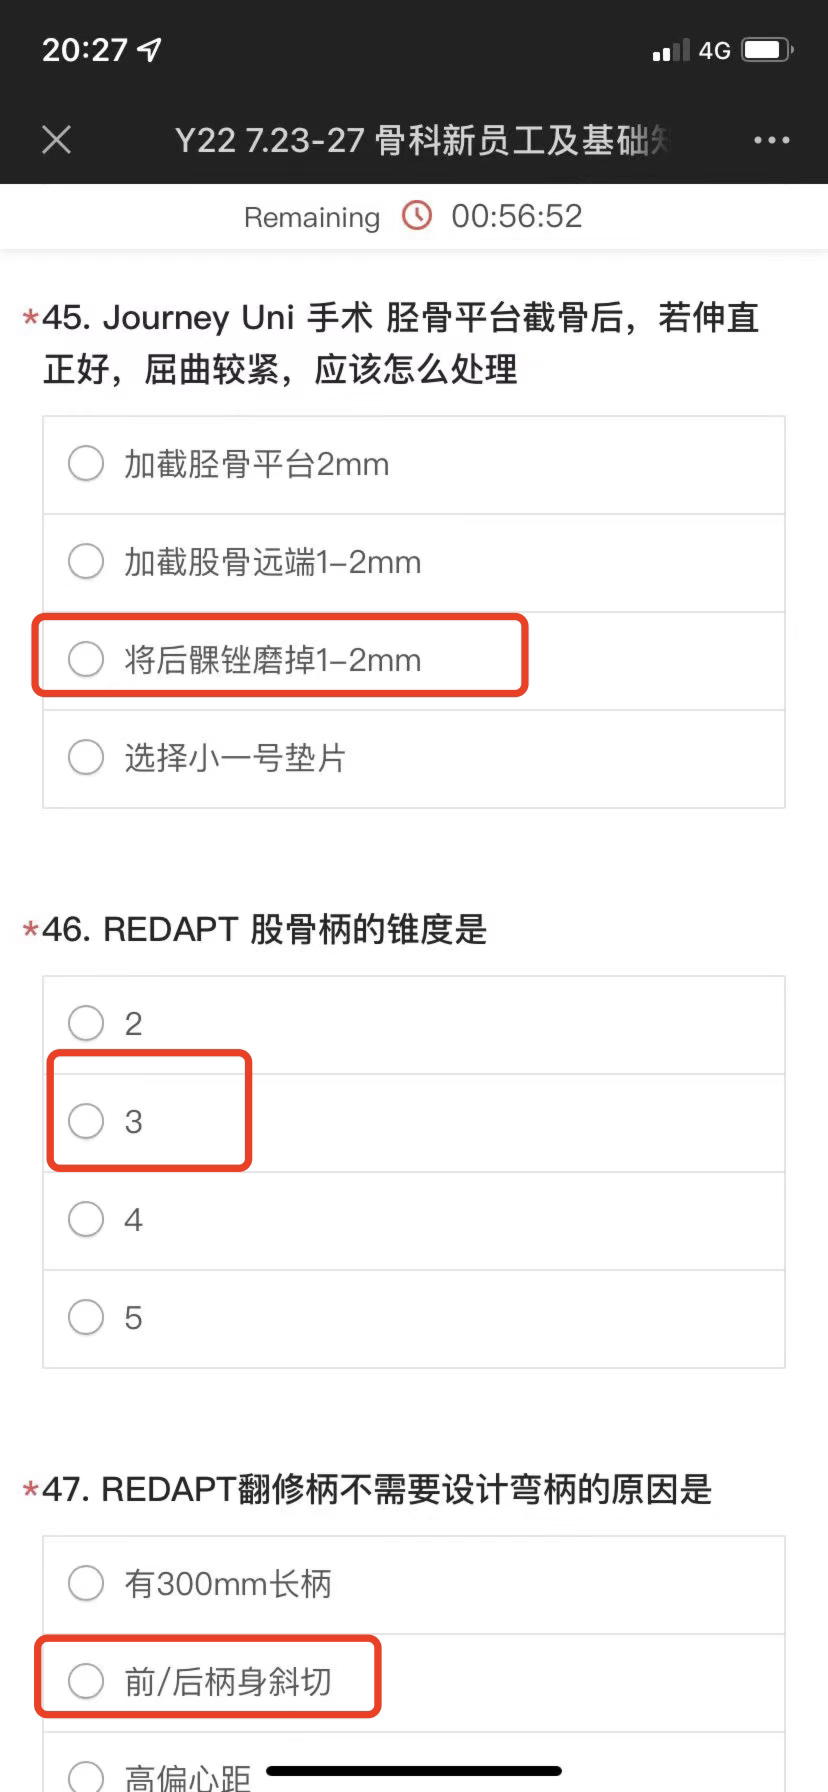 20:27
4G
Y22 7.23-27 骨科新员工及基础
Remaining 00:56:52
*45. Journey Uni 手术 胫骨平台截骨后，若伸直
正好，屈曲较紧，应该怎么处理
加截胫骨平台2mm
加截股骨远端1–2mm
将后髁锉磨掉1–2mm
选择小一号垫片
*46. REDAPT 股骨柄的锥度是
2
3
4
5
*47. REDAPT翻修柄不需要设计弯柄的原因是
有300mm长柄
前/后柄身斜切
高偏心距